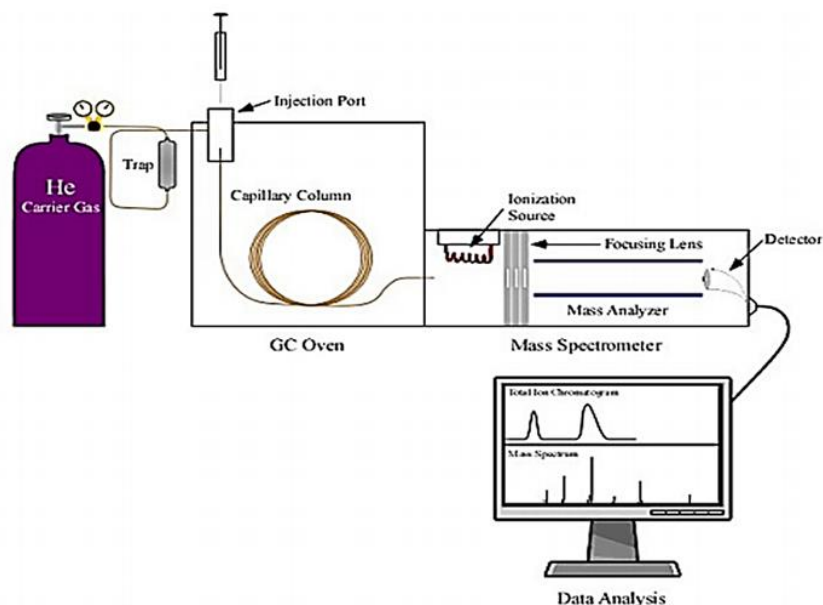 Injection Port
Trap
He
Carrier Gas
Capillary Column
Ionization
Source
Focusing Lens
Detector
Mass Analyzer
GC Oven
Mass Spectrometer
Total Ion Chromatogram
Mass Spectrum
Data Analysis